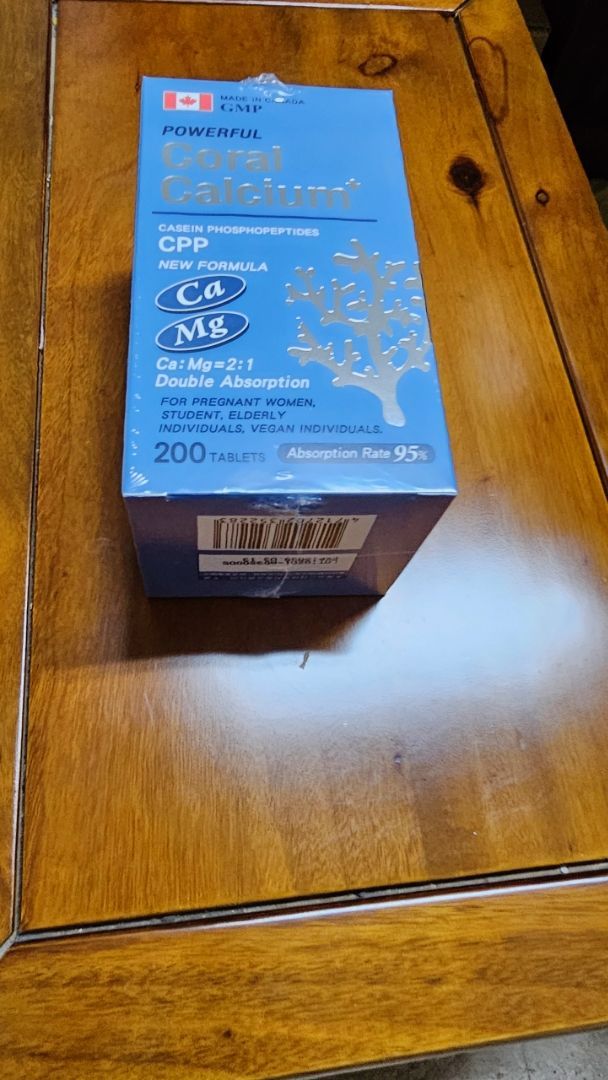 MADE IN CANADA
GMP
POWERFUL
Coral
Calcium+
CASEIN PHOSPHOPEPTIDES
CPP
NEW FORMULA
Ca
Mg
Ca:Mg=2:1
Double Absorption
FOR PREGNANT WOMEN,
STUDENT, ELDERLY
INDIVIDUALS, VEGAN INDIVIDUALS.
200 TABLETS Absorption Rate 95%